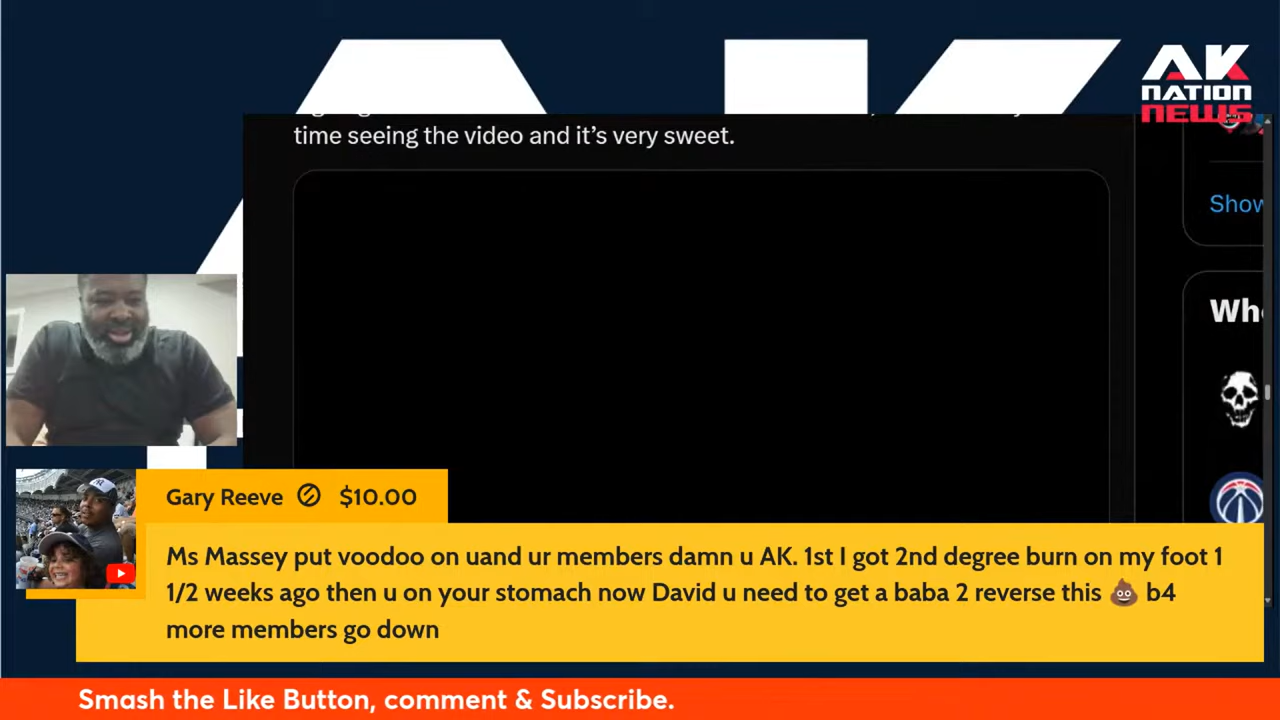 AK
NATION
NEWS
time seeing the video and it’s very sweet.
Show
Who
Gary Reeve $10.00
Ms Massey put voodoo on uand ur members damn u AK. 1st I got 2nd degree burn on my foot 1
1/2 weeks ago then u on your stomach now David u need to get a baba 2 reverse this 💩 b4
more members go down
Smash the Like Button, comment & Subscribe.